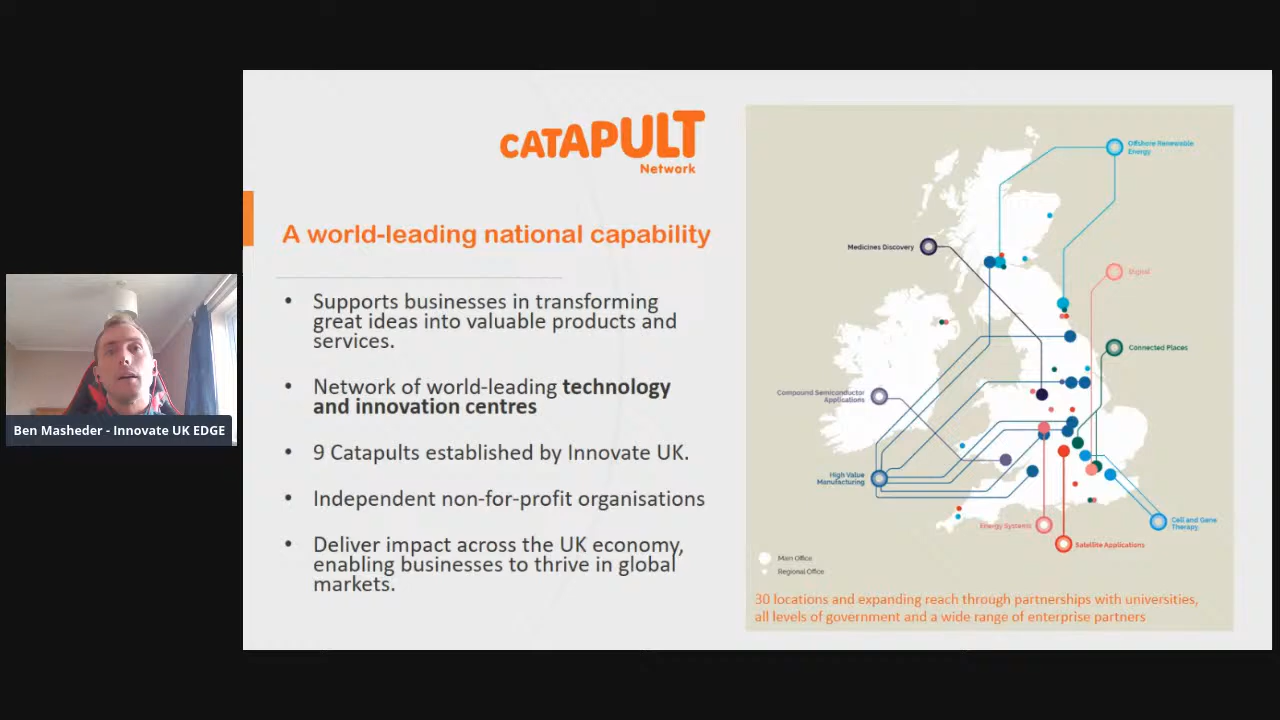 CATAPULT
Network
A world-leading national capability
• Supports businesses in transforming
great ideas into valuable products and
services.
• Network of world-leading technology
and innovation centres
• 9 Catapults established by Innovate UK.
• Independent non-for-profit organisations
• Deliver impact across the UK economy,
enabling businesses to thrive in global
markets.
Ben Masheder - Innovate UK EDGE
Offshore Renewable
Energy
Medicines Discovery
Digital
Connected Places
Compound Semiconductor
Applications
High Value
Manufacturing
Energy Systems
Cell and Gene
Therapy
Satellite Applications
Main Office
Regional Office
30 locations and expanding reach through partnerships with universities,
all levels of government and a wide range of enterprise partners